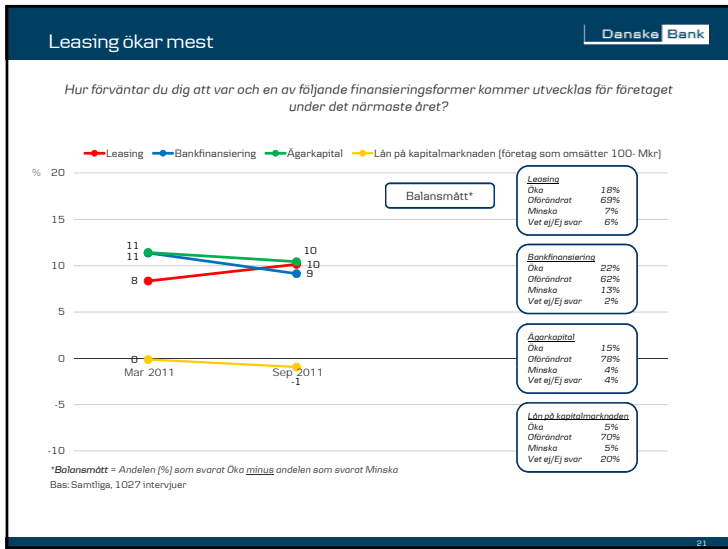 Leasing ökar mest
Danske Bank
Hur förväntar du dig att var och en av följande finansieringsformer kommer utvecklas för företaget
under det närmaste året?
Leasing Bankfinansiering Ägarkapital Lån på kapitalmarknaden (företag som omsätter 100- Mkr)
% 20
15
10
5
0
-5
-10
Balansmått*
11
11
8
10
10
9
0
-1
Mar 2011 Sep 2011
Leasing
Öka 18%
Oförändrat 69%
Minska 7%
Vet ej/Ej svar 6%
Bankfinansiering
Öka 22%
Oförändrat 62%
Minska 13%
Vet ej/Ej svar 2%
Ägarkapital
Öka 15%
Oförändrat 78%
Minska 4%
Vet ej/Ej svar 4%
Lån på kapitalmarknaden
Öka 5%
Oförändrat 70%
Minska 5%
Vet ej/Ej svar 20%
*Balansmått = Andelen (%) som svarat Öka minus andelen som svarat Minska
Bas: Samtliga, 1027 intervjuer
21